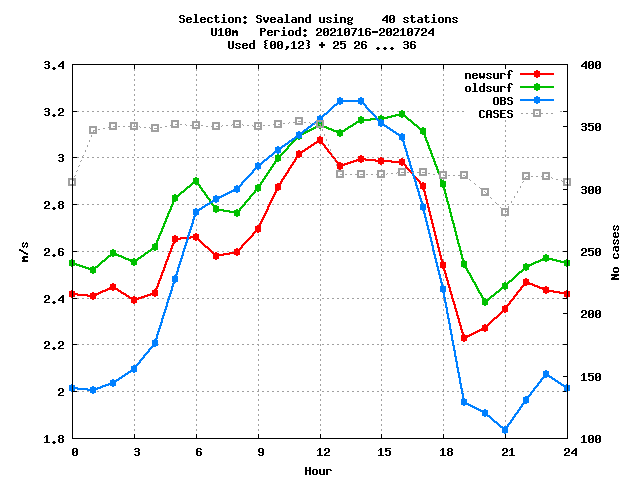 Selection: Svealand using    40 stations
U10m   Period: 20210716-20210724
Used {00,12} + 25 26 ... 36
newsurf
oldsurf
OBS
CASES
3.4
3.2
3
2.8
2.6
2.4
2.2
2
1.8
m/s
400
350
300
250
200
150
100
No cases
0 3 6 9 12 15 18 21 24
Hour